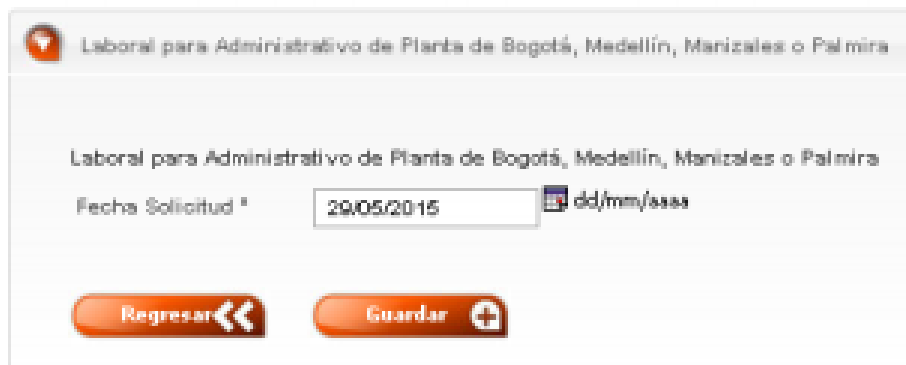 Laboral para Administrativo de Planta de Bogotá, Medellín, Manizales o Palmira
Laboral para Administrativo de Planta de Bogotá, Medellín, Manizales o Palmira
Fecha Solicitud * 29/05/2015 dd/mm/aaaa
Regresar Guardar